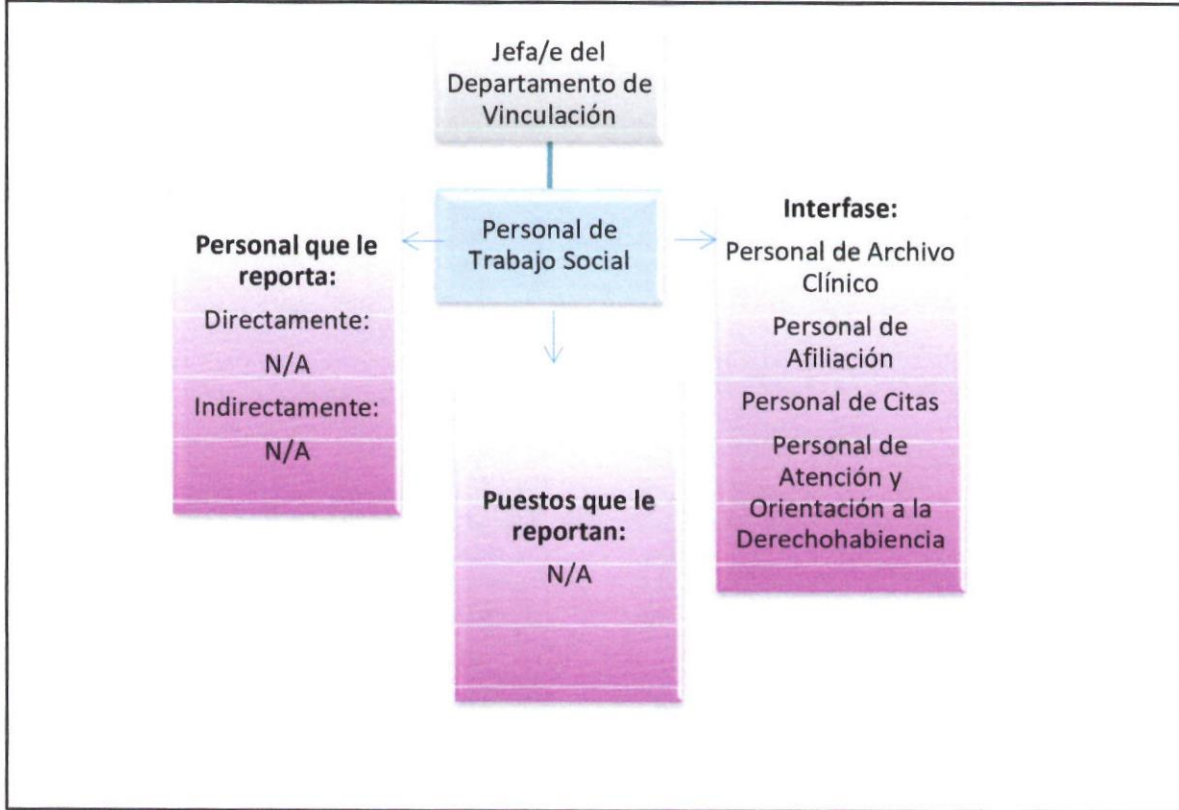 Jefa/e del
Departamento de
Vinculación
Personal de
Trabajo Social
Personal que le
reporta:
Directamente:
N/A
Indirectamente:
N/A
Puestos que le
reportan:
N/A
Interfase:
Personal de Archivo
Clínico
Personal de
Afiliación
Personal de Citas
Personal de
Atención y
Orientación a la
Derechohabiencia